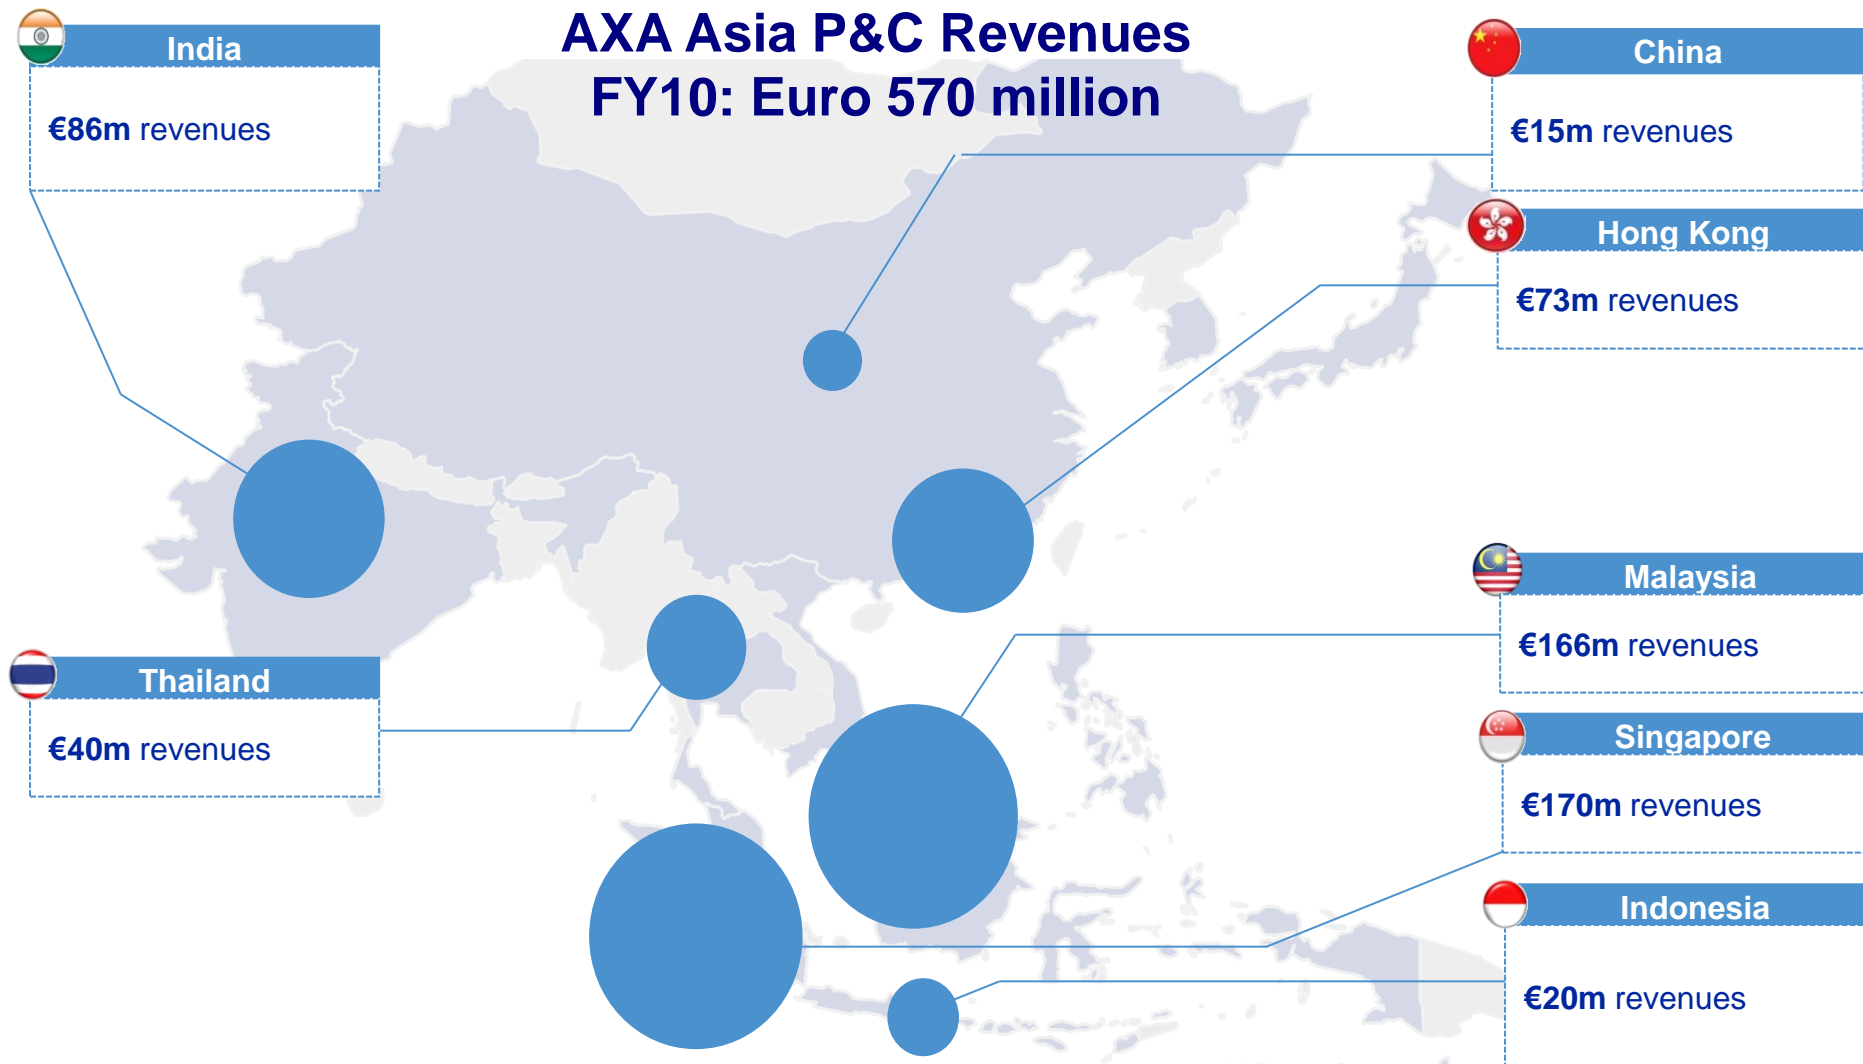 AXA Asia P&C Revenues
FY10: Euro 570 million
India
€86m revenues
China
€15m revenues
Hong Kong
€73m revenues
Malaysia
€166m revenues
Thailand
€40m revenues
Singapore
€170m revenues
Indonesia
€20m revenues